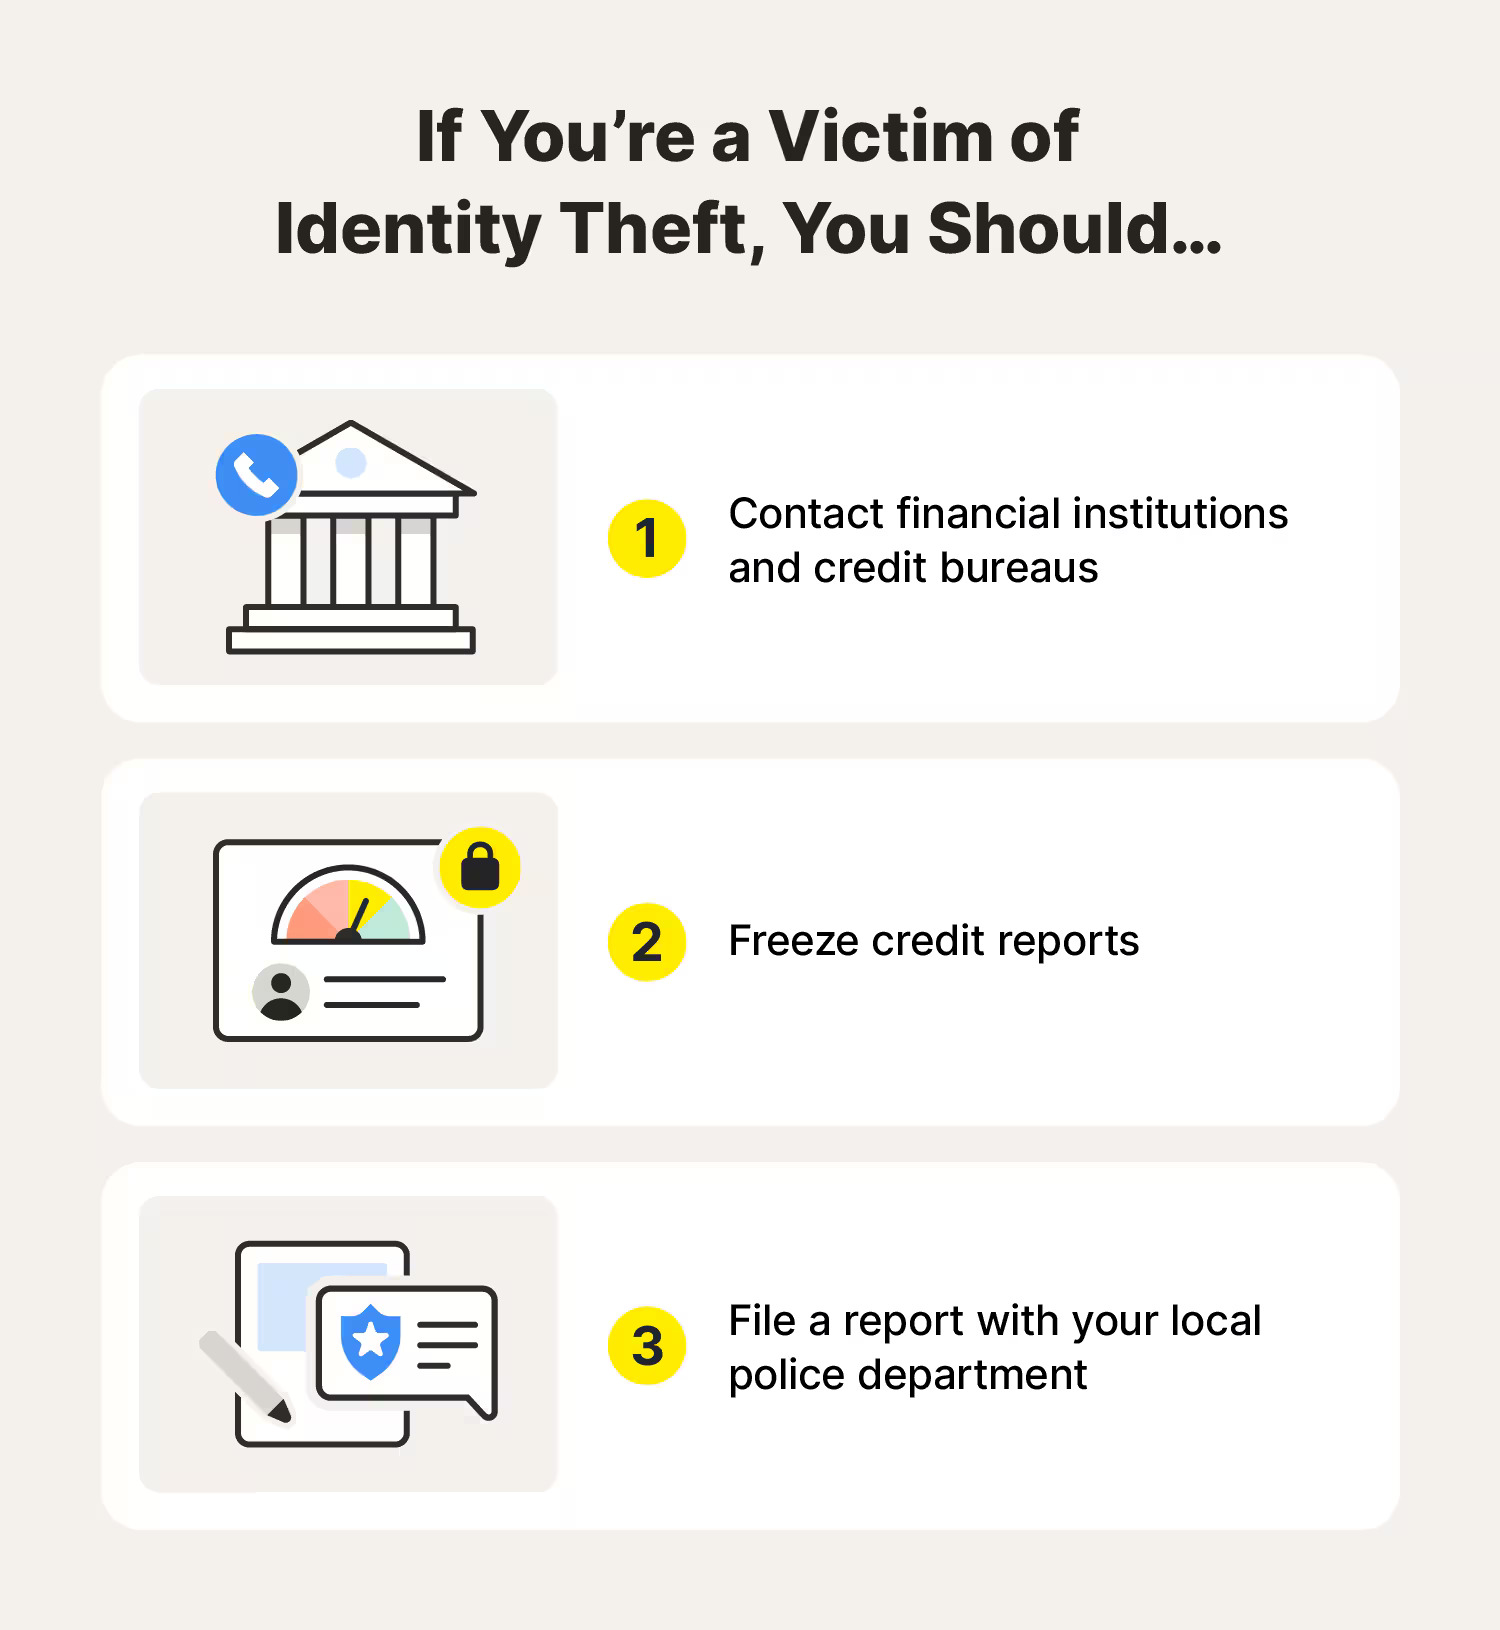 If You’re a Victim of
Identity Theft, You Should...
1
Contact financial institutions
and credit bureaus
2
Freeze credit reports
3
File a report with your local
police department